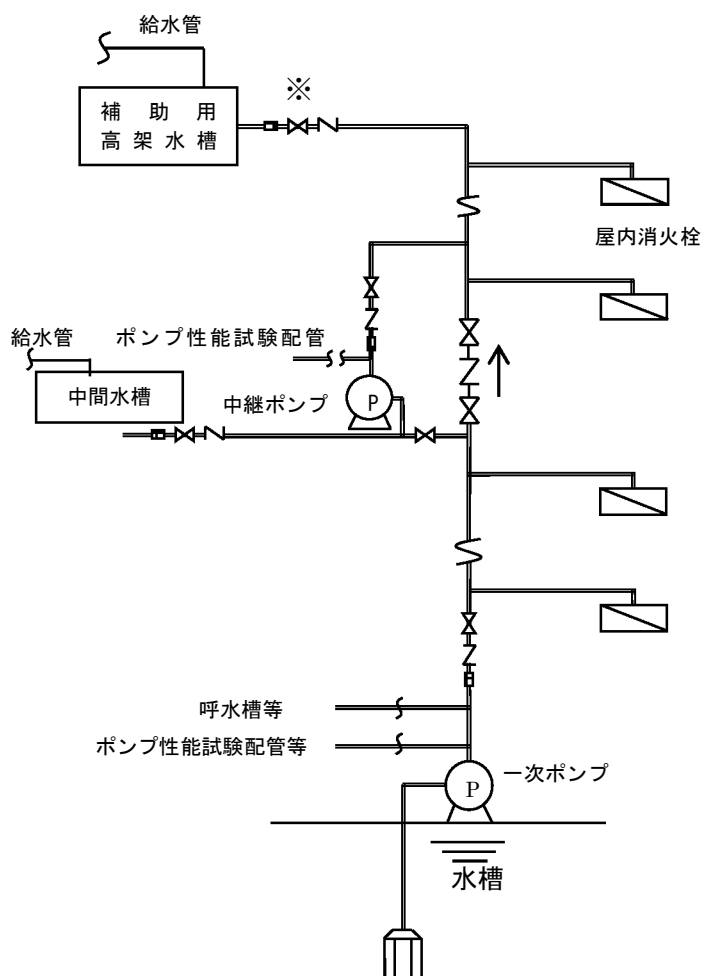 給水管
※
補助用
高架水槽
屋内消火栓
ポンプ性能試験配管
給水管
中間水槽
中継ポンプ
P
呼水槽等
ポンプ性能試験配管等
一次ポンプ
P
水槽